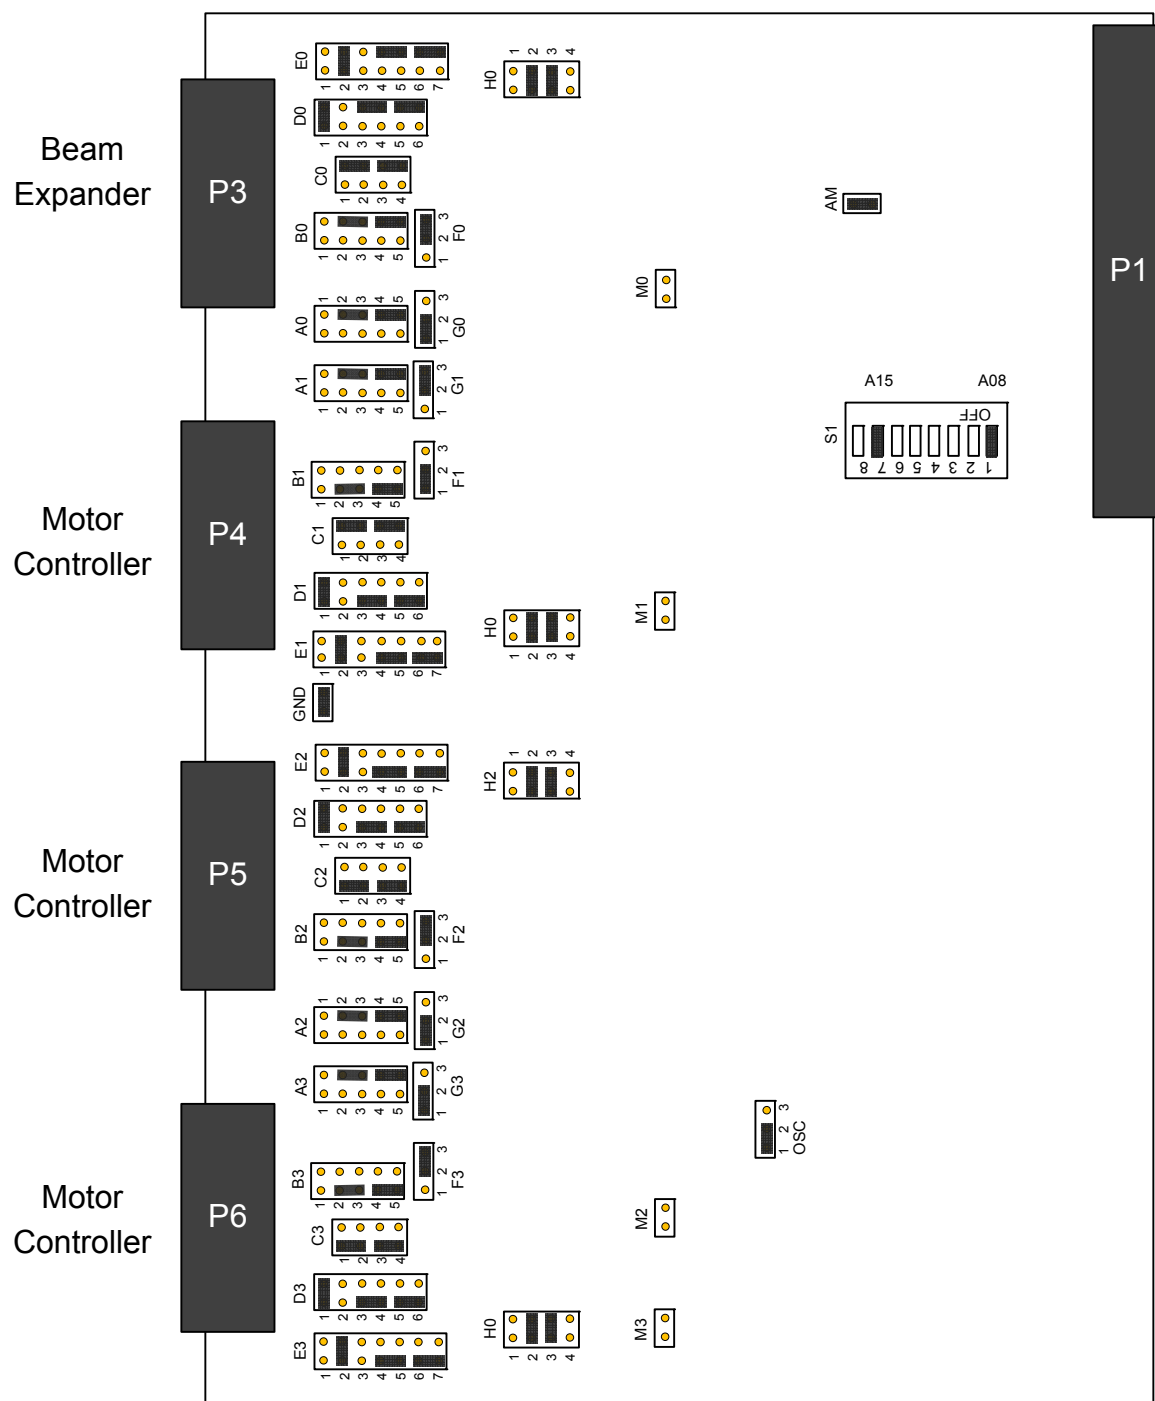 Beam
Expander
P3
E0
1 2 3 4 5 6 7
D0
1 2 3 4 5 6
C0
1 2 3 4
B0
1 2 3 4 5
F0
1 2 3
A0
1 2 3 4 5
G0
1 2 3
H0
1 2 3 4
M0
AM
P1
A1
1 2 3 4 5
G1
1 2 3
A15 A08
S1
OFF
8 7 6 5 4 3 2 1
Motor
Controller
P4
B1
1 2 3 4 5
F1
1 2 3
C1
1 2 3 4
D1
1 2 3 4 5 6
E1
1 2 3 4 5 6 7
H0
1 2 3 4
M1
GND
Motor
Controller
P5
E2
1 2 3 4 5 6 7
H2
1 2 3 4
D2
1 2 3 4 5 6
C2
1 2 3 4
B2
1 2 3 4 5
F2
1 2 3
A2
1 2 3 4 5
G2
1 2 3
A3
1 2 3 4 5
G3
1 2 3
OSC
1 2 3
Motor
Controller
P6
B3
1 2 3 4 5
F3
1 2 3
C3
1 2 3 4
M2
D3
1 2 3 4 5 6
E3
1 2 3 4 5 6 7
H0
1 2 3 4
M3